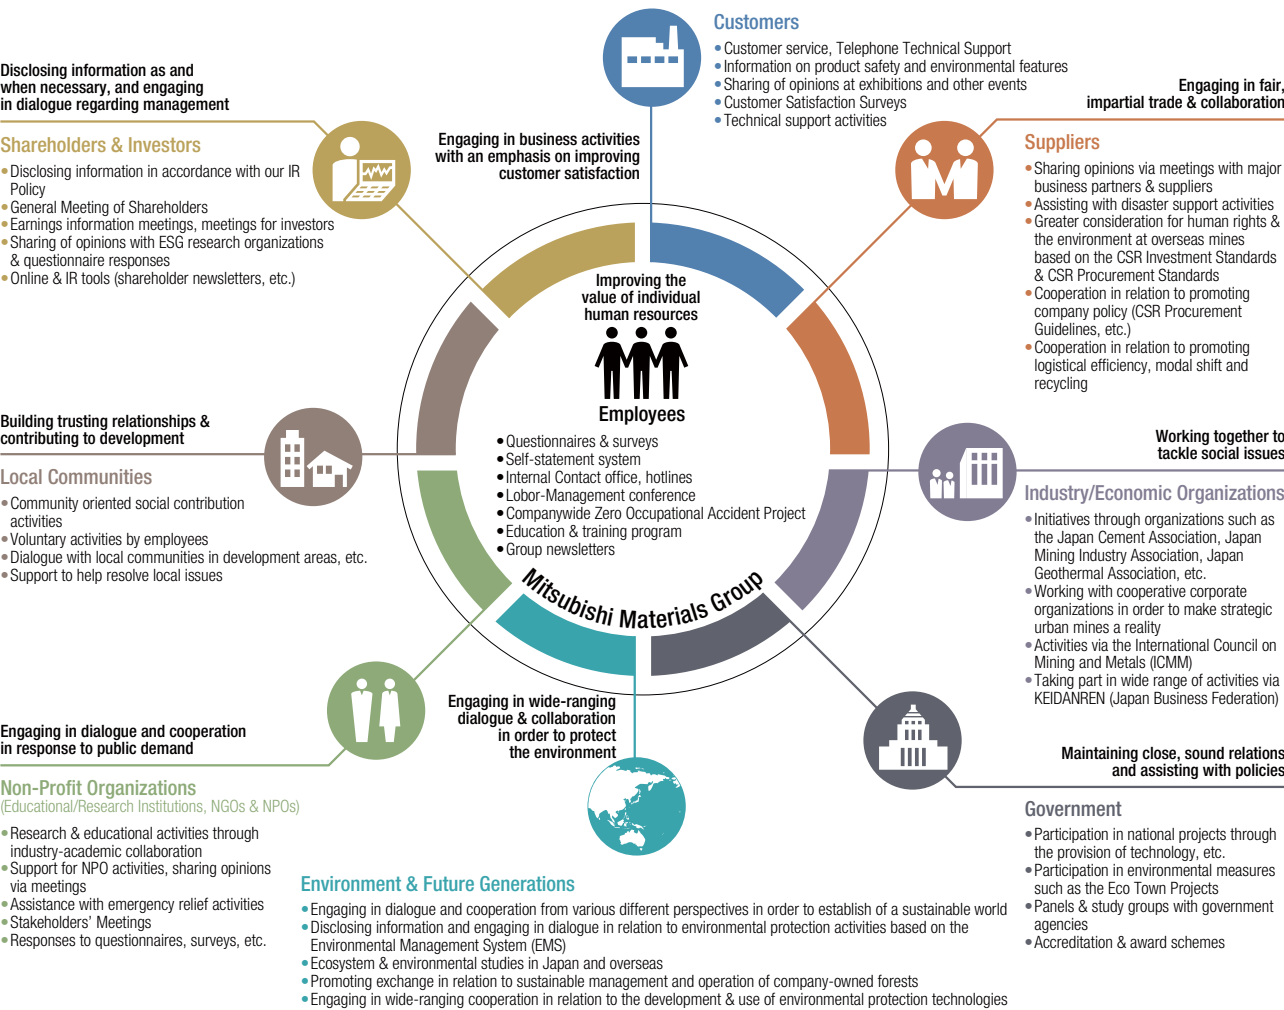 Customers
• Customer service, Telephone Technical Support
• Information on product safety and environmental features
• Sharing of opinions at exhibitions and other events
• Customer Satisfaction Surveys
• Technical support activities
Engaging in business activities
with an emphasis on improving
customer satisfaction
Disclosing information as and
when necessary, and engaging
in dialogue regarding management
Shareholders & Investors
• Disclosing information in accordance with our IR
Policy
• General Meeting of Shareholders
• Earnings information meetings, meetings for investors
• Sharing of opinions with ESG research organizations
& questionnaire responses
• Online & IR tools (shareholder newsletters, etc.)
Engaging in fair,
impartial trade & collaboration
Suppliers
• Sharing opinions via meetings with major
business partners & suppliers
• Assisting with disaster support activities
• Greater consideration for human rights &
the environment at overseas mines
based on the CSR Investment Standards
& CSR Procurement Standards
• Cooperation in relation to promoting
company policy (CSR Procurement
Guidelines, etc.)
• Cooperation in relation to promoting
logistical efficiency, modal shift and
recycling
Improving the
value of individual
human resources
Employees
• Questionnaires & surveys
• Self-statement system
• Internal Contact office, hotlines
• Lobor-Management conference
• Companywide Zero Occupational Accident Project
• Education & training program
• Group newsletters
Mitsubishi Materials Group
Building trusting relationships &
contributing to development
Local Communities
• Community oriented social contribution
activities
• Voluntary activities by employees
• Dialogue with local communities in development areas, etc.
• Support to help resolve local issues
Working together to
tackle social issues
Industry/Economic Organizations
• Initiatives through organizations such as
the Japan Cement Association, Japan
Mining Industry Association, Japan
Geothermal Association, etc.
• Working with cooperative corporate
organizations in order to make strategic
urban mines a reality
• Activities via the International Council on
Mining and Metals (ICMM)
• Taking part in wide range of activities via
KEIDANREN (Japan Business Federation)
Engaging in dialogue and cooperation
in response to public demand
Non-Profit Organizations
(Educational/Research Institutions, NGOs & NPOs)
• Research & educational activities through
industry-academic collaboration
• Support for NPO activities, sharing opinions
via meetings
• Assistance with emergency relief activities
• Stakeholders’ Meetings
• Responses to questionnaires, surveys, etc.
Engaging in wide-ranging
dialogue & collaboration
in order to protect
the environment
Environment & Future Generations
• Engaging in dialogue and cooperation from various different perspectives in order to establish of a sustainable world
• Disclosing information and engaging in dialogue in relation to environmental protection activities based on the
Environmental Management System (EMS)
• Ecosystem & environmental studies in Japan and overseas
• Promoting exchange in relation to sustainable management and operation of company-owned forests
• Engaging in wide-ranging cooperation in relation to the development & use of environmental protection technologies
Maintaining close, sound relations
and assisting with policies
Government
• Participation in national projects through
the provision of technology, etc.
• Participation in environmental measures
such as the Eco Town Projects
• Panels & study groups with government
agencies
• Accreditation & award schemes